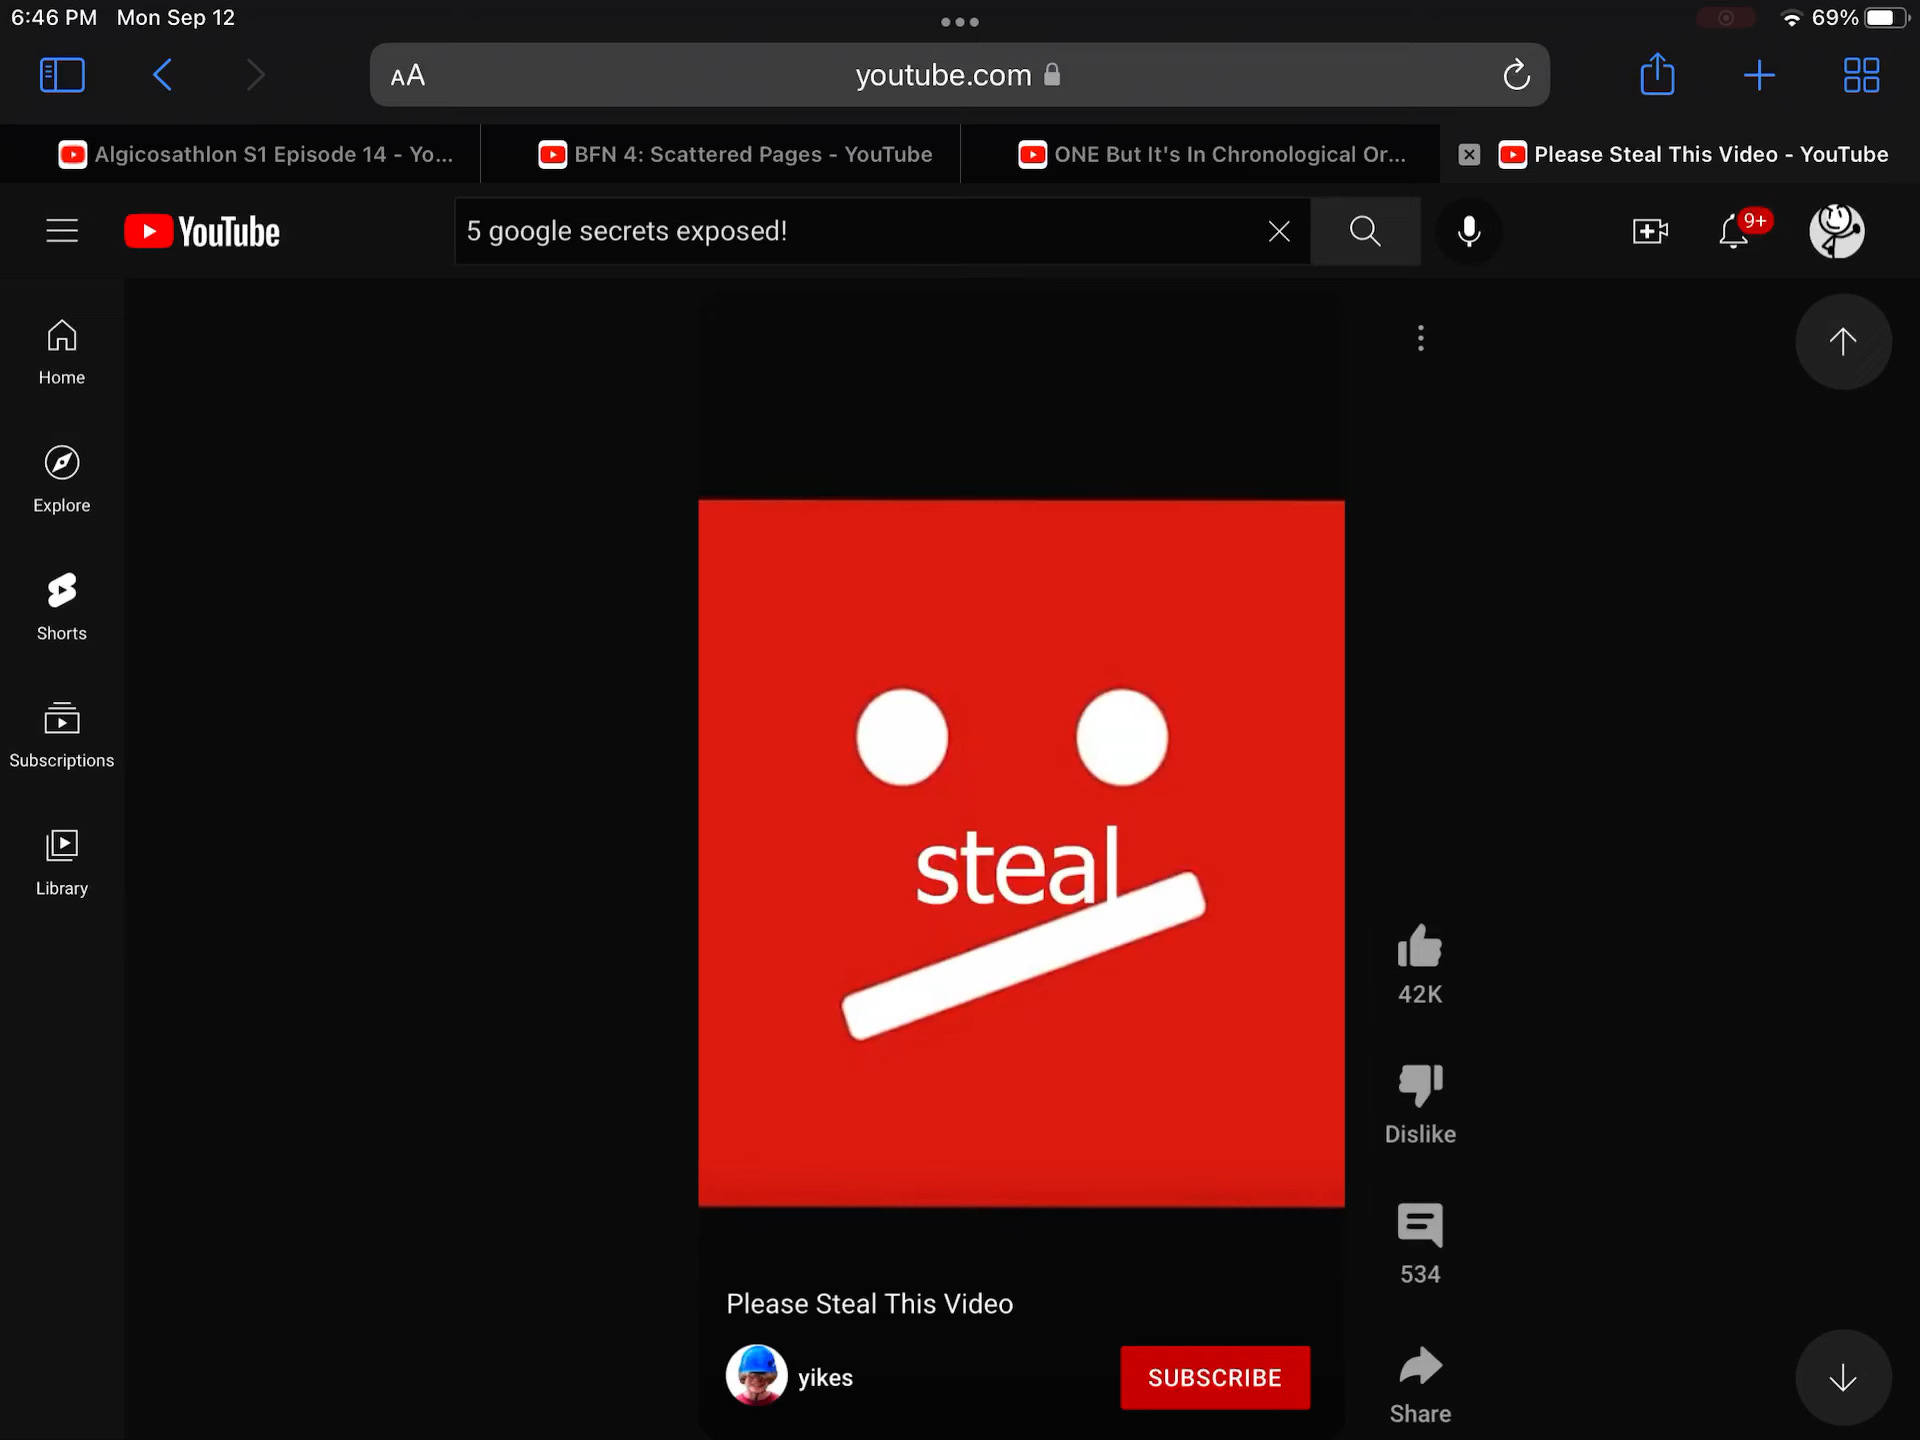 6:46 PM Mon Sep 12
69%
AA
youtube.com
Algicosathlon S1 Episode 14 - Yo...
BFN 4: Scattered Pages - YouTube
ONE But It's In Chronological Or...
Please Steal This Video - YouTube
YouTube
5 google secrets exposed!
9+
Home
Explore
Shorts
Subscriptions
Library
steal
42K
Dislike
534
Share
Please Steal This Video
yikes
SUBSCRIBE